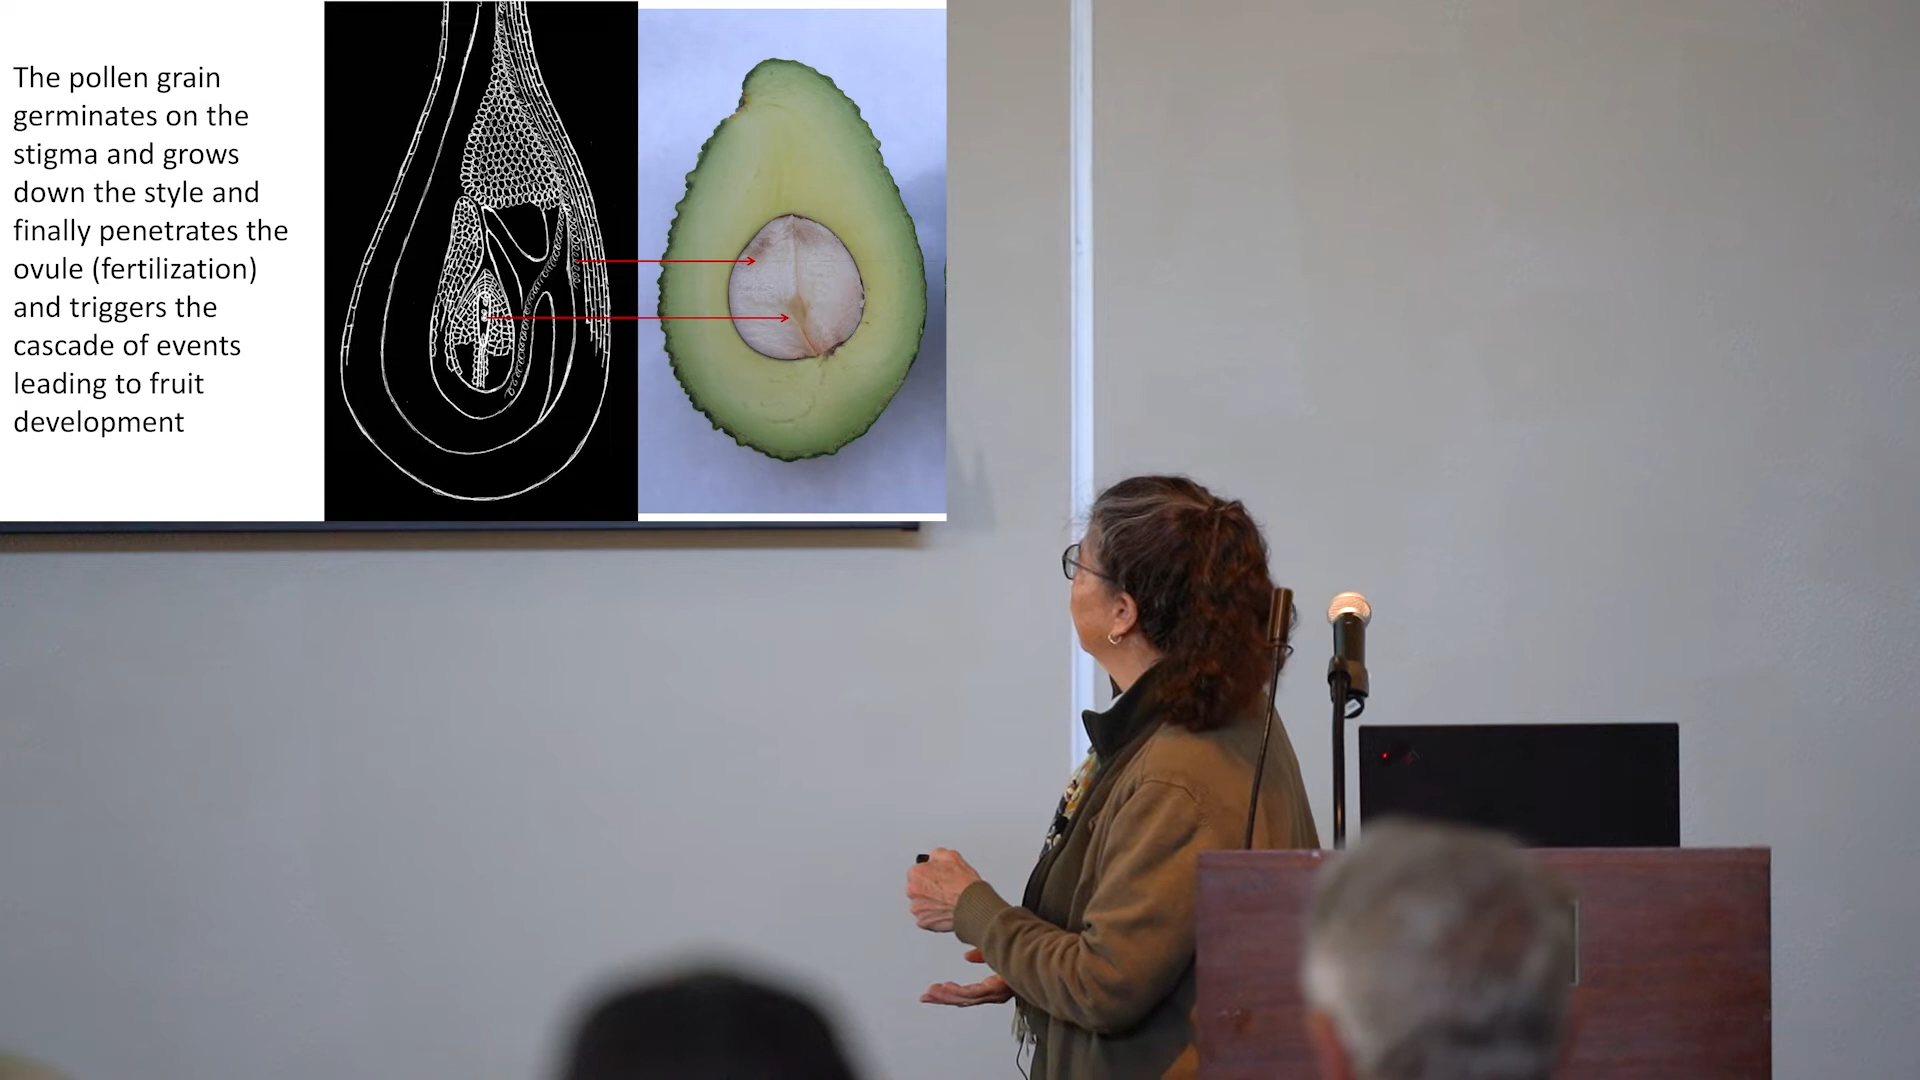 The pollen grain
germinates on the
stigma and grows
down the style and
finally penetrates the
ovule (fertilization)
and triggers the
cascade of events
leading to fruit
development